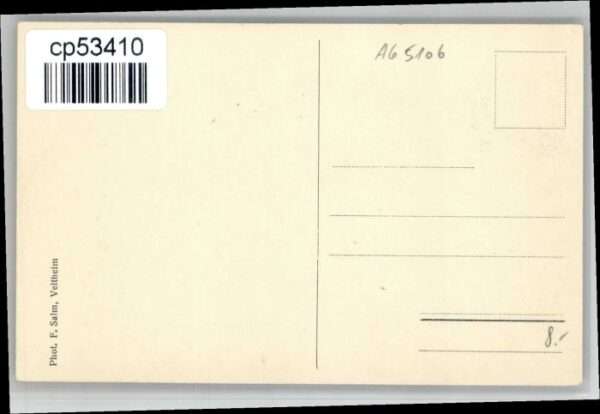 cp53410
AG 5106
8.-
Phot. F. Salm, Veltheim